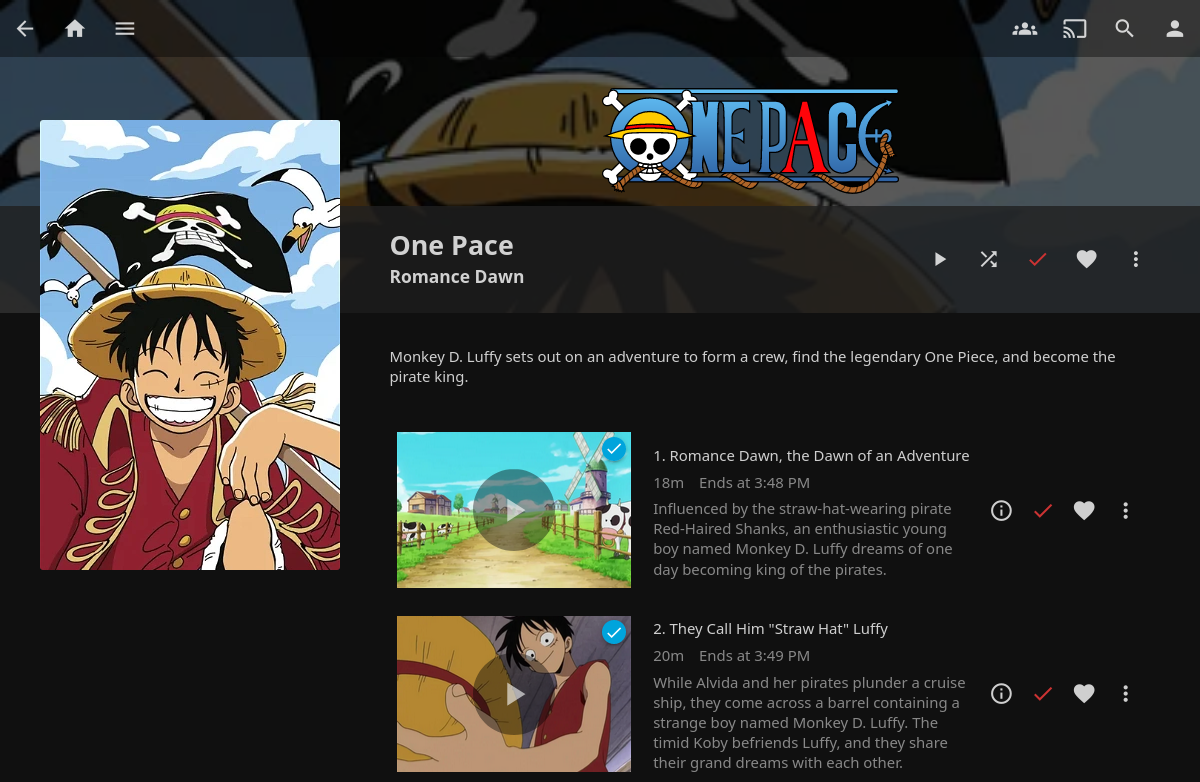 ONE PACE
One Pace
Romance Dawn
Monkey D. Luffy sets out on an adventure to form a crew, find the legendary One Piece, and become the
pirate king.
1. Romance Dawn, the Dawn of an Adventure
18m Ends at 3:48 PM
Influenced by the straw-hat-wearing pirate
Red-Haired Shanks, an enthusiastic young
boy named Monkey D. Luffy dreams of one
day becoming king of the pirates.
2. They Call Him "Straw Hat" Luffy
20m Ends at 3:49 PM
While Alvida and her pirates plunder a cruise
ship, they come across a barrel containing a
strange boy named Monkey D. Luffy. The
timid Koby befriends Luffy, and they share
their grand dreams with each other.